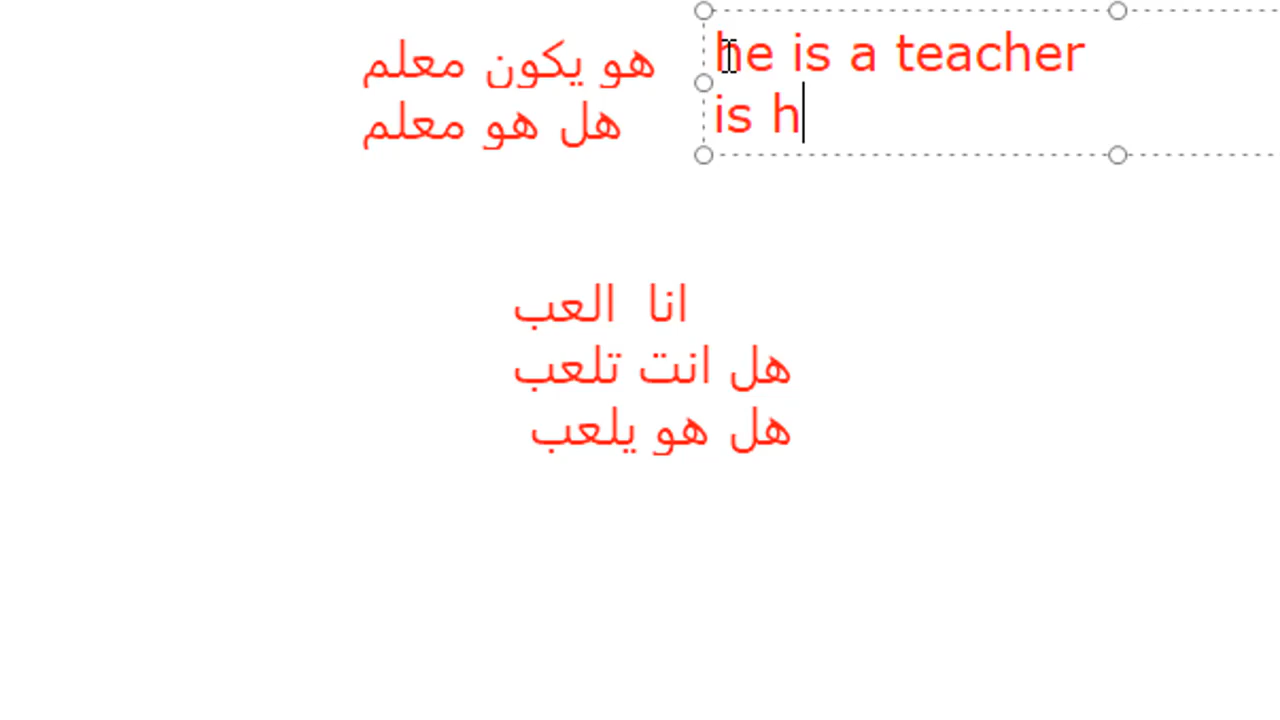 هو يكون معلم
هل هو معلم
he is a teacher
is h
انا العب
هل انت تلعب
هل هو يلعب